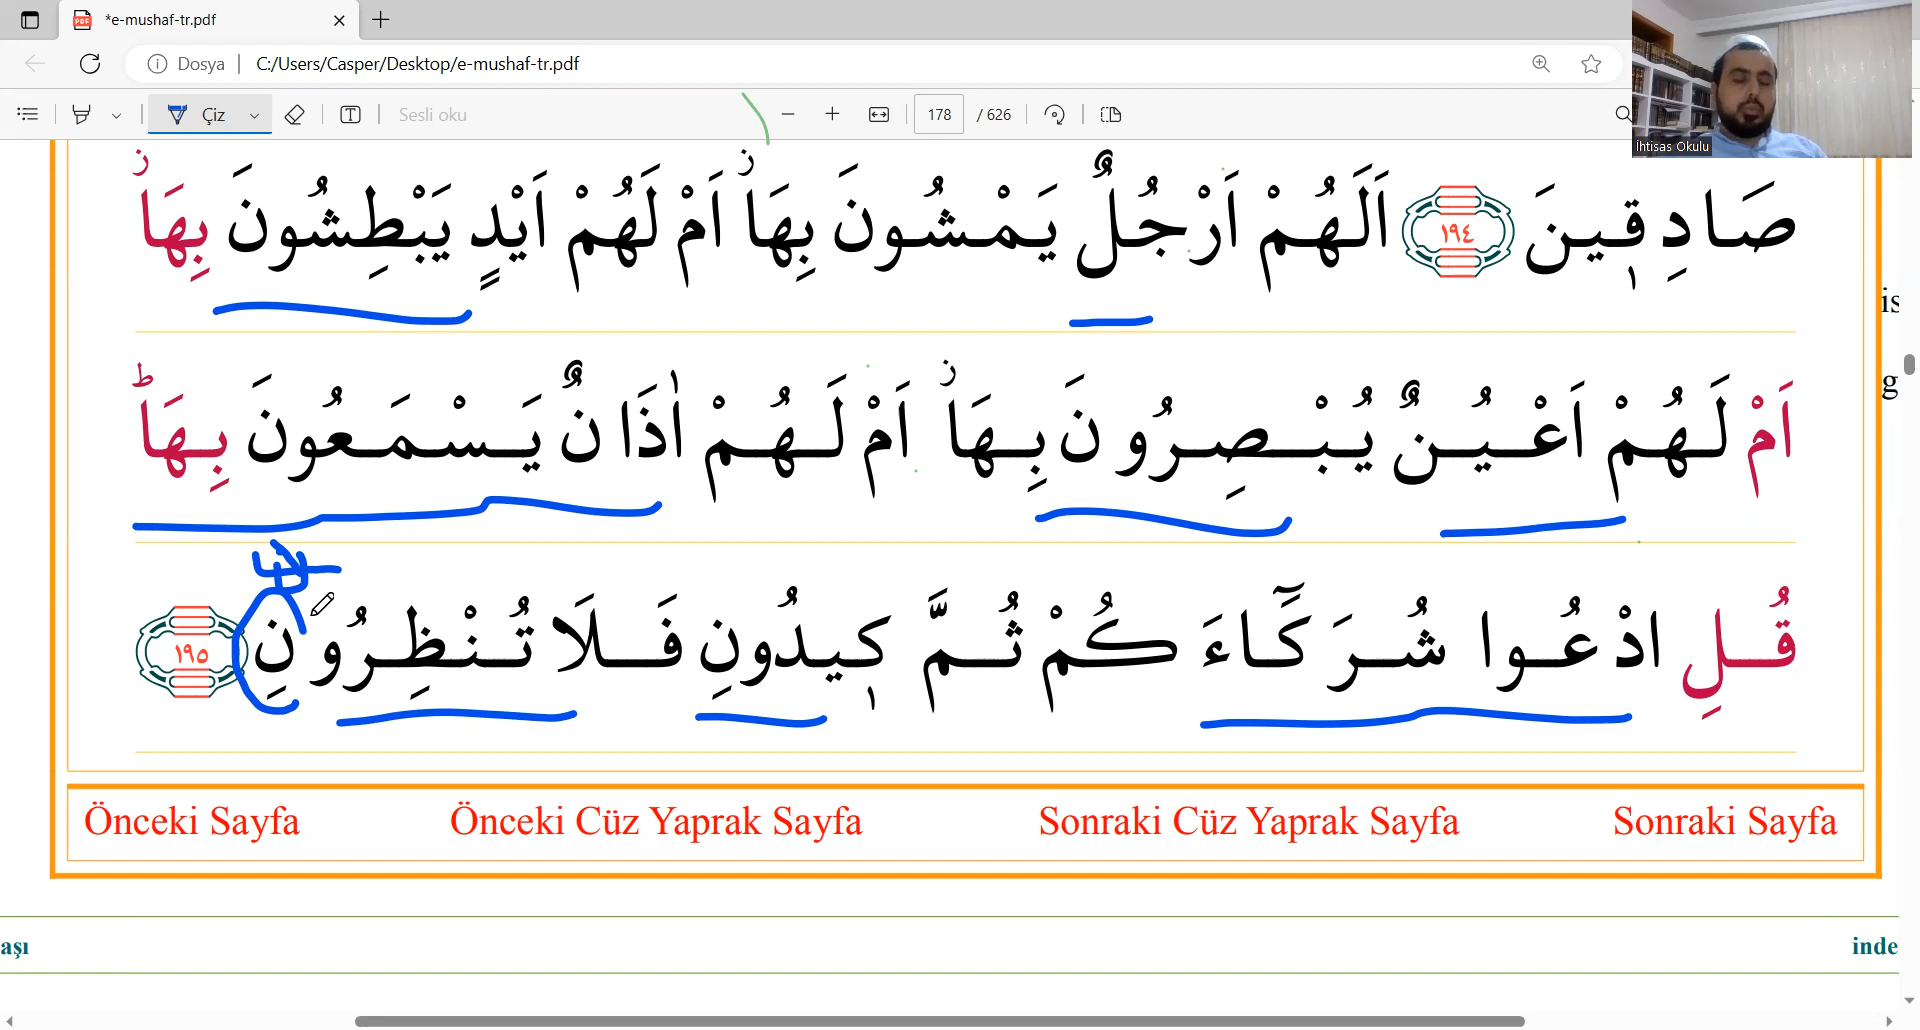 *e-mushaf-tr.pdf
Dosya | C:/Users/Casper/Desktop/e-mushaf-tr.pdf
Çiz Sesli oku 178 / 626
İhtisas Okulu
صَادِقٖينَ ﴿١٩٤﴾ اَلَهُمْ اَرْجُلٌ يَمْشُونَ بِهَاۘ اَمْ لَهُمْ اَيْدٍ يَبْطِشُونَ بِهَاۘ
اَمْ لَهُمْ اَعْيُنٌ يُبْصِرُونَ بِهَاۘ اَمْ لَهُمْ اٰذَانٌ يَسْمَعُونَ بِهَاؕ
قُلِ ادْعُوا شُرَكَٓاءَكُمْ ثُمَّ كٖيدُونِ فَلَا تُنْظِرُونِ ﴿١٩٥﴾
is
g
Önceki Sayfa Önceki Cüz Yaprak Sayfa Sonraki Cüz Yaprak Sayfa Sonraki Sayfa
aşı inde